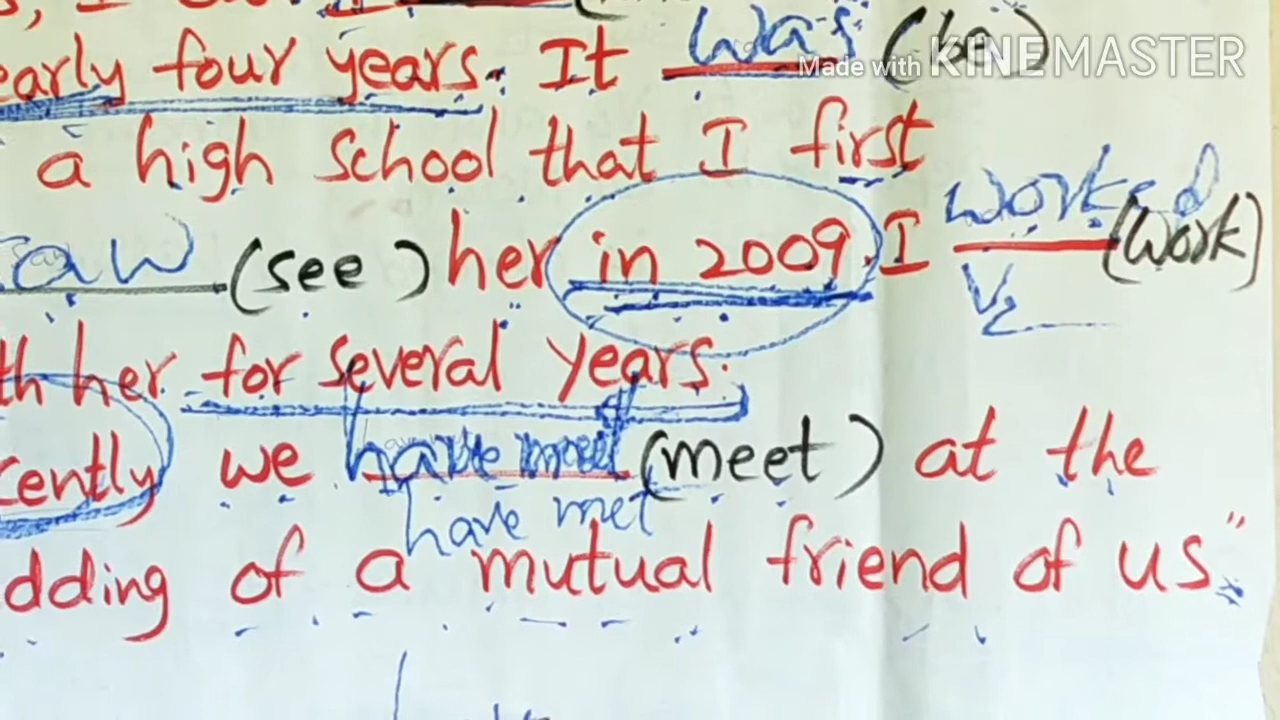 early four years. It was (be)
Made with KINEMASTER
a high school that I first
saw (see) her in 2009. I worked (work)
V2
th her for several years.
cently we (meet) at the
have met
dding of a mutual friend of us"